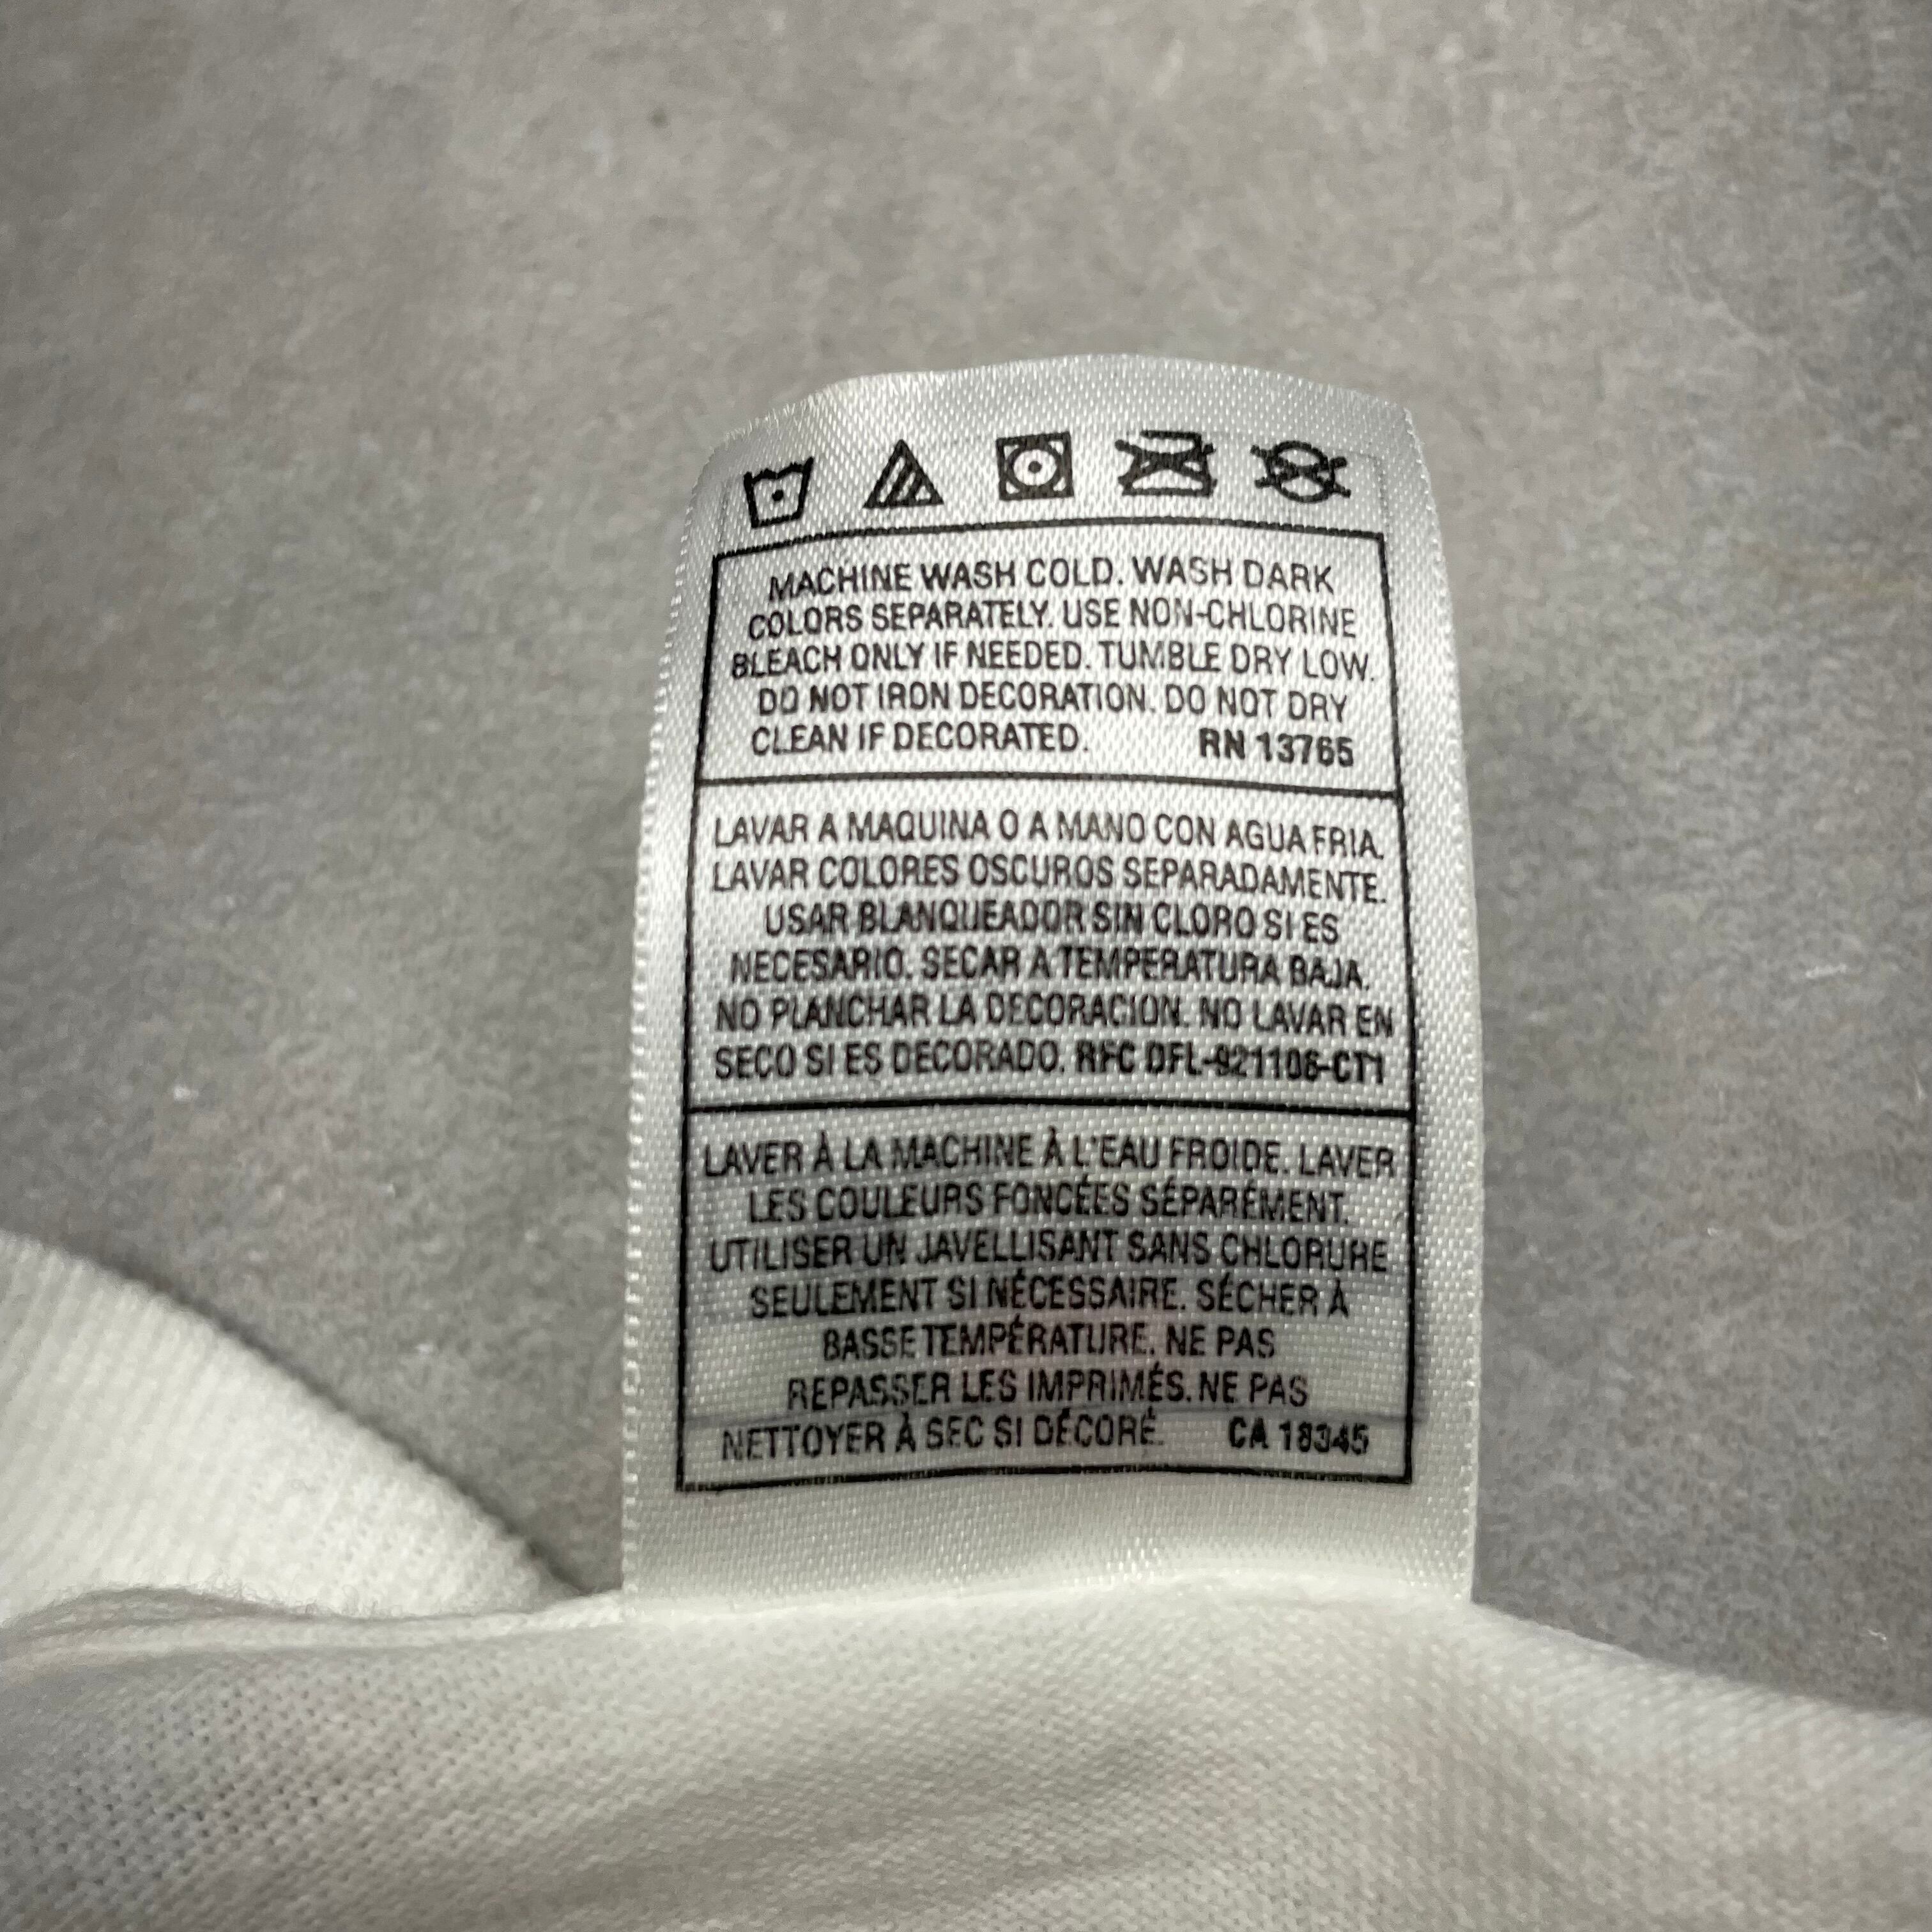 MACHINE WASH COLD. WASH DARK
COLORS SEPARATELY. USE NON-CHLORINE
BLEACH ONLY IF NEEDED. TUMBLE DRY LOW.
DO NOT IRON DECORATION. DO NOT DRY
CLEAN IF DECORATED. RN 13765
LAVAR A MAQUINA O A MANO CON AGUA FRIA.
LAVAR COLORES OSCUROS SEPARADAMENTE.
USAR BLANQUEADOR SIN CLORO SI ES
NECESARIO. SECAR A TEMPERATURA BAJA.
NO PLANCHAR LA DECORACION. NO LAVAR EN
SECO SI ES DECORADO. RFC DFL-921106-CT1
LAVER À LA MACHINE À L'EAU FROIDE. LAVER
LES COULEURS FONCÉES SÉPARÉMENT.
UTILISER UN JAVELLISANT SANS CHLORURE
SEULEMENT SI NÉCESSAIRE. SÉCHER À
BASSE TEMPÉRATURE. NE PAS
REPASSER LES IMPRIMÉS. NE PAS
NETTOYER À SEC SI DÉCORÉ. CA 18345